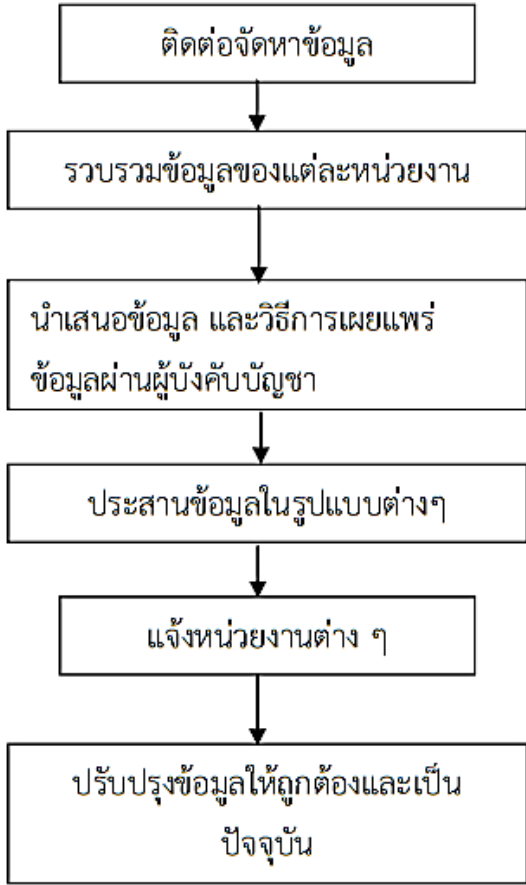 ติดต่อจัดหาข้อมูล
รวบรวมข้อมูลของแต่ละหน่วยงาน
นำเสนอข้อมูล และวิธีการเผยแพร่
ข้อมูลผ่านผู้บังคับบัญชา
ประสานข้อมูลในรูปแบบต่างๆ
แจ้งหน่วยงานต่าง ๆ
ปรับปรุงข้อมูลให้ถูกต้องและเป็น
ปัจจุบัน